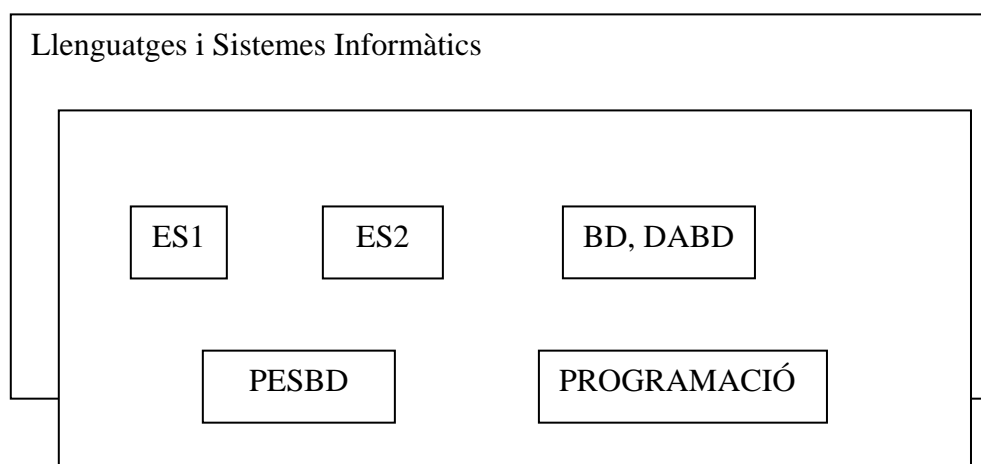 Llenguatges i Sistemes Informàtics
ES1 ES2 BD, DABD
PESBD PROGRAMACIÓ